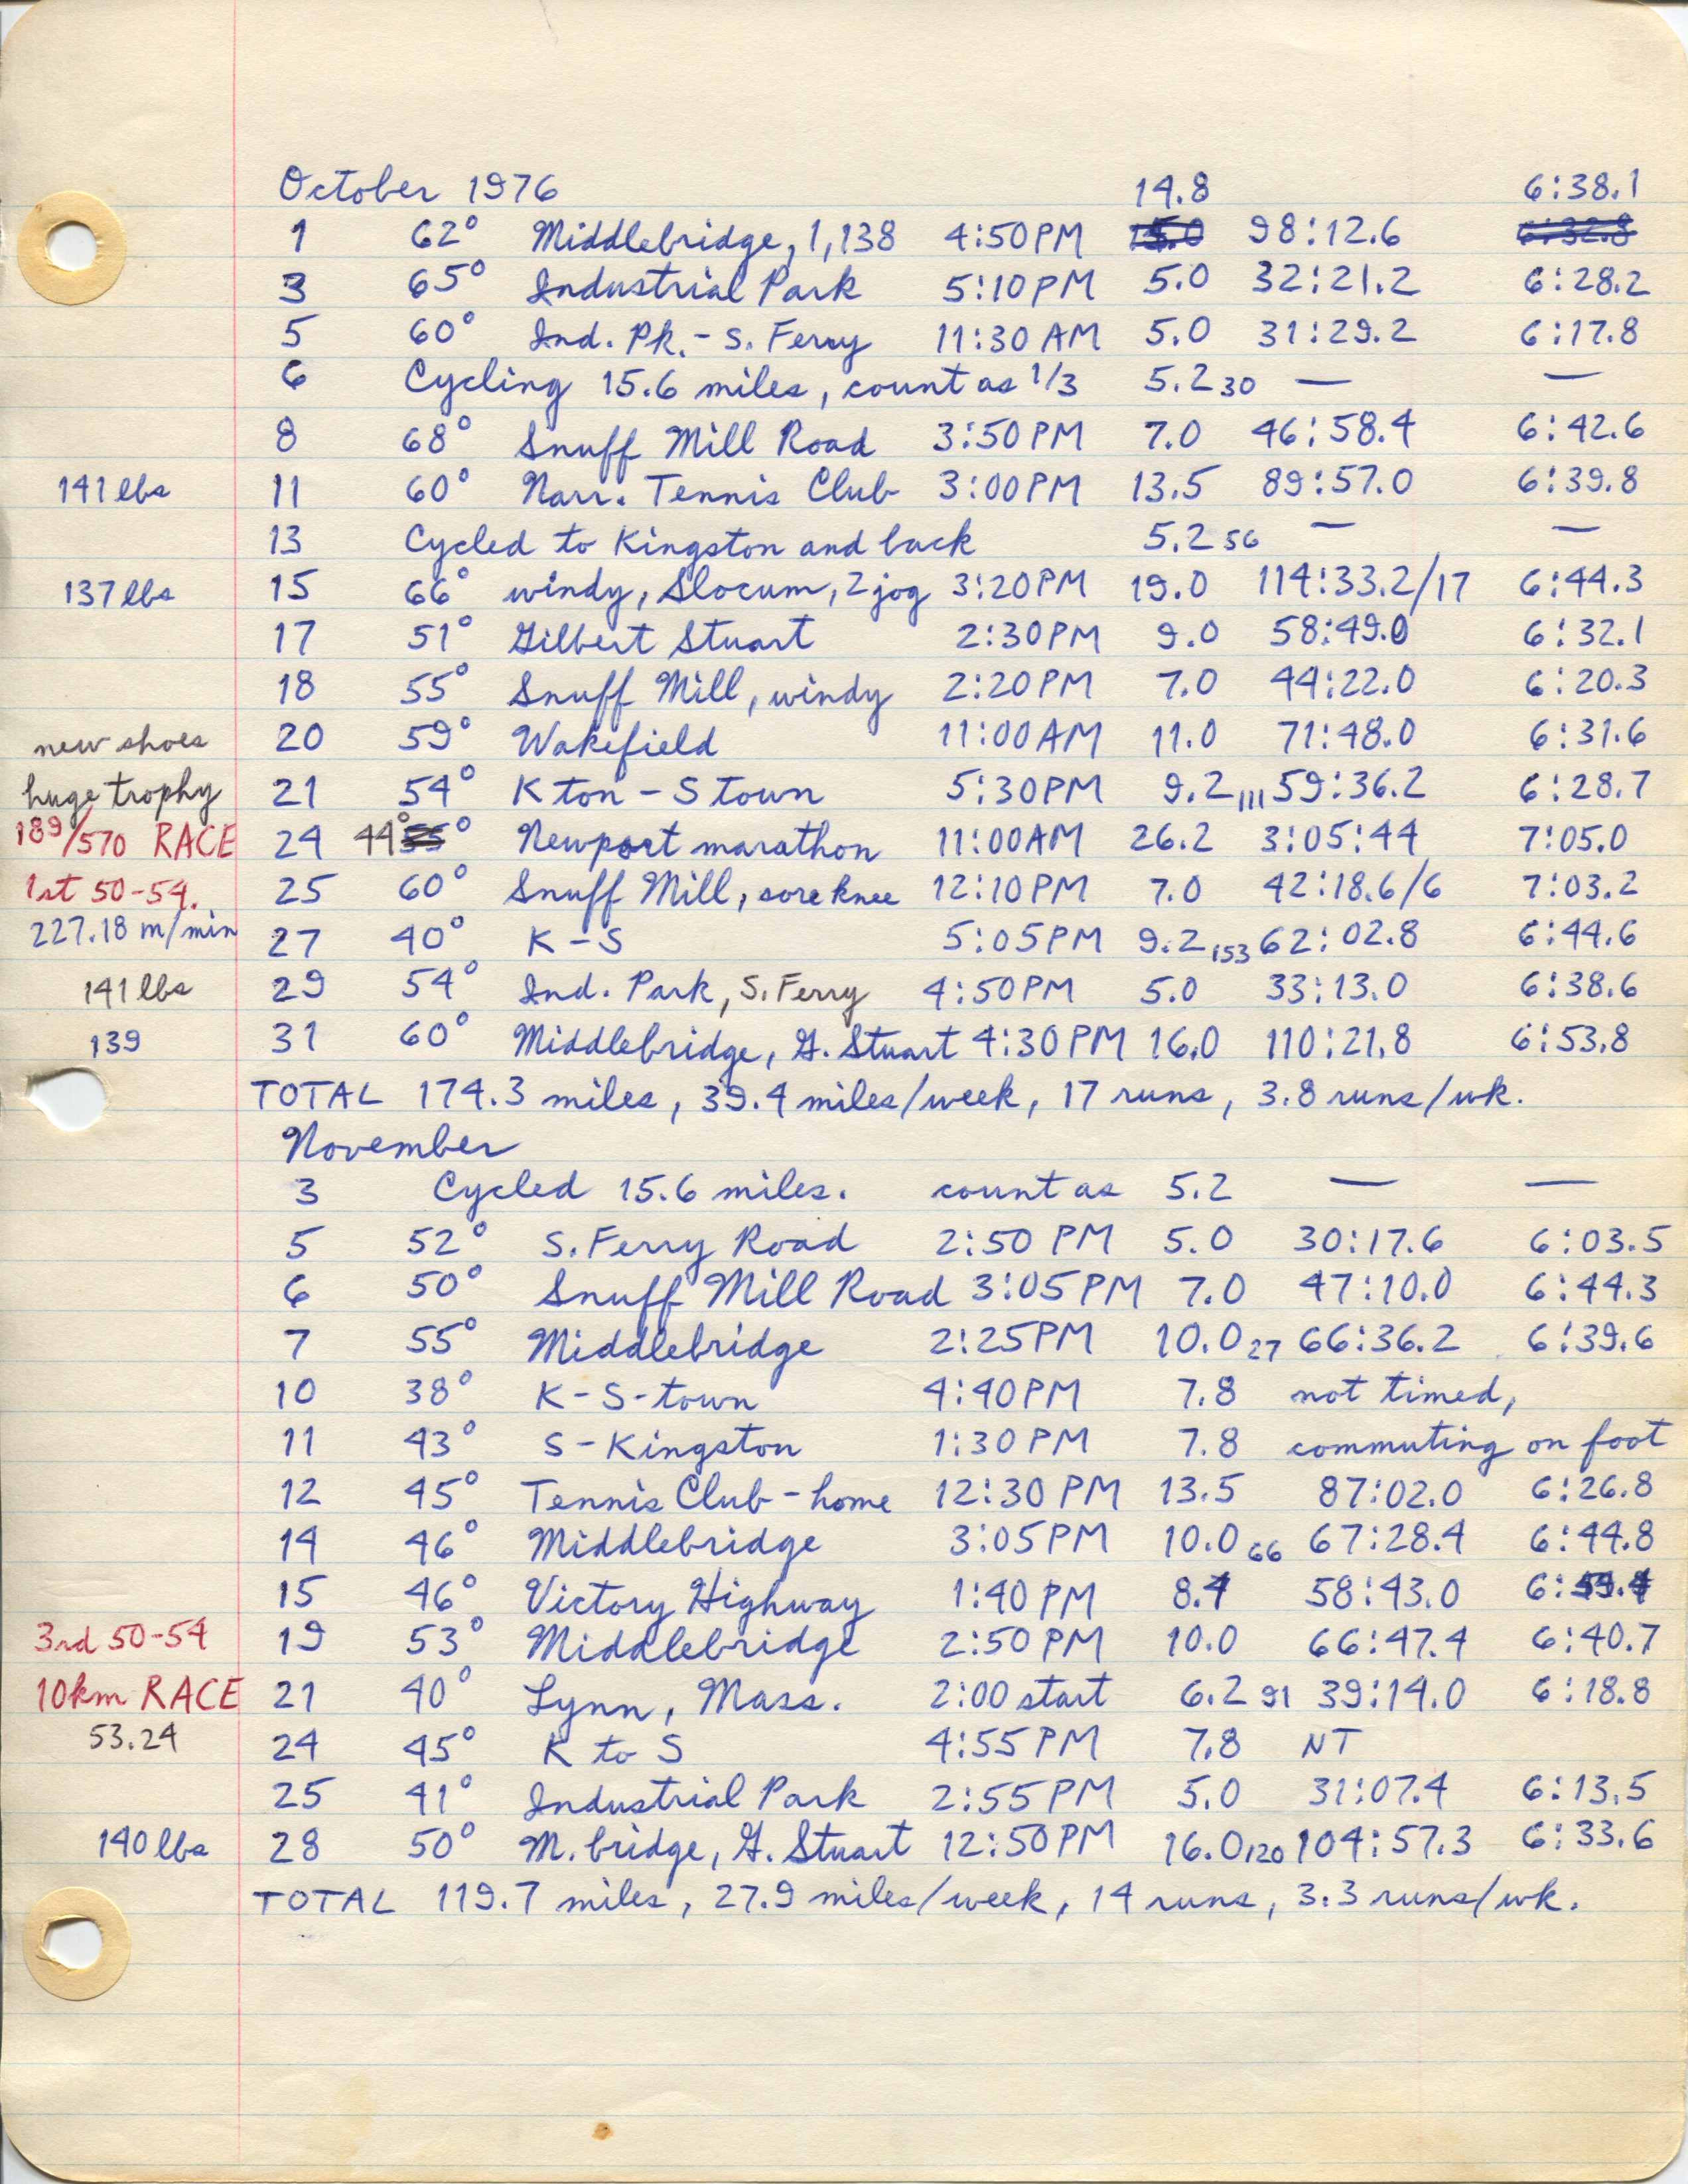 October 1976 14.8 6:38.1
1 62° Middlebridge, 1,138 4:50PM 15.0 98:12.6 6:32.8
3 65° Industrial Park 5:10PM 5.0 32:21.2 6:28.2
5 60° Ind. Pk. - S. Ferry 11:30 AM 5.0 31:29.2 6:17.8
6 Cycling 15.6 miles, count as 1/3 5.2 30 — —
8 68° Snuff Mill Road 3:50PM 7.0 46:58.4 6:42.6
141 lbs 11 60° Narr. Tennis Club 3:00PM 13.5 89:57.0 6:39.8
13 Cycled to Kingston and back 5.2 56 — —
137 lbs 15 66° windy, Slocum, 2 jog 3:20PM 19.0 114:33.2/17 6:44.3
17 51° Gilbert Stuart 2:30PM 9.0 58:49.0 6:32.1
18 55° Snuff Mill, windy 2:20PM 7.0 44:22.0 6:20.3
new shoes 20 59° Wakefield 11:00AM 11.0 71:48.0 6:31.6
huge trophy 21 54° K ton - S town 5:30PM 9.2 111 59:36.2 6:28.7
189/570 RACE 24 44° 55° Newport marathon 11:00AM 26.2 3:05:44 7:05.0
1st 50-54. 25 60° Snuff Mill, sore knee 12:10PM 7.0 42:18.6/6 7:03.2
227.18 m/min 27 40° K - S 5:05PM 9.2 153 62:02.8 6:44.6
141 lbs 29 54° Ind. Park, S. Ferry 4:50PM 5.0 33:13.0 6:38.6
139 31 60° Middlebridge, G. Stuart 4:30PM 16.0 110:21.8 6:53.8
TOTAL 174.3 miles, 39.4 miles/week, 17 runs, 3.8 runs/wk.
November
3 Cycled 15.6 miles. count as 5.2 — —
5 52° S. Ferry Road 2:50 PM 5.0 30:17.6 6:03.5
6 50° Snuff Mill Road 3:05PM 7.0 47:10.0 6:44.3
7 55° Middlebridge 2:25PM 10.0 27 66:36.2 6:39.6
10 38° K-S-town 4:40PM 7.8 not timed,
11 43° S-Kingston 1:30PM 7.8 commuting on foot
12 45° Tennis Club - home 12:30 PM 13.5 87:02.0 6:26.8
14 46° Middlebridge 3:05PM 10.0 66 67:28.4 6:44.8
15 46° Victory Highway 1:40 PM 8.4 58:43.0
3rd 50-54 19 53° Middlebridge 2:50 PM 10.0 66:47.4 6:40.7
10km RACE 21 40° Lynn, Mass. 2:00 start 6.2 91 39:14.0 6:18.8
53.24 24 45° K to S 4:55PM 7.8 NT
25 41° Industrial Park 2:55PM 5.0 31:07.4 6:13.5
140 lbs 28 50° M. bridge, G. Stuart 12:50PM 16.0 120 104:57.3 6:33.6
TOTAL 119.7 miles, 27.9 miles/week, 14 runs, 3.3 runs/wk.